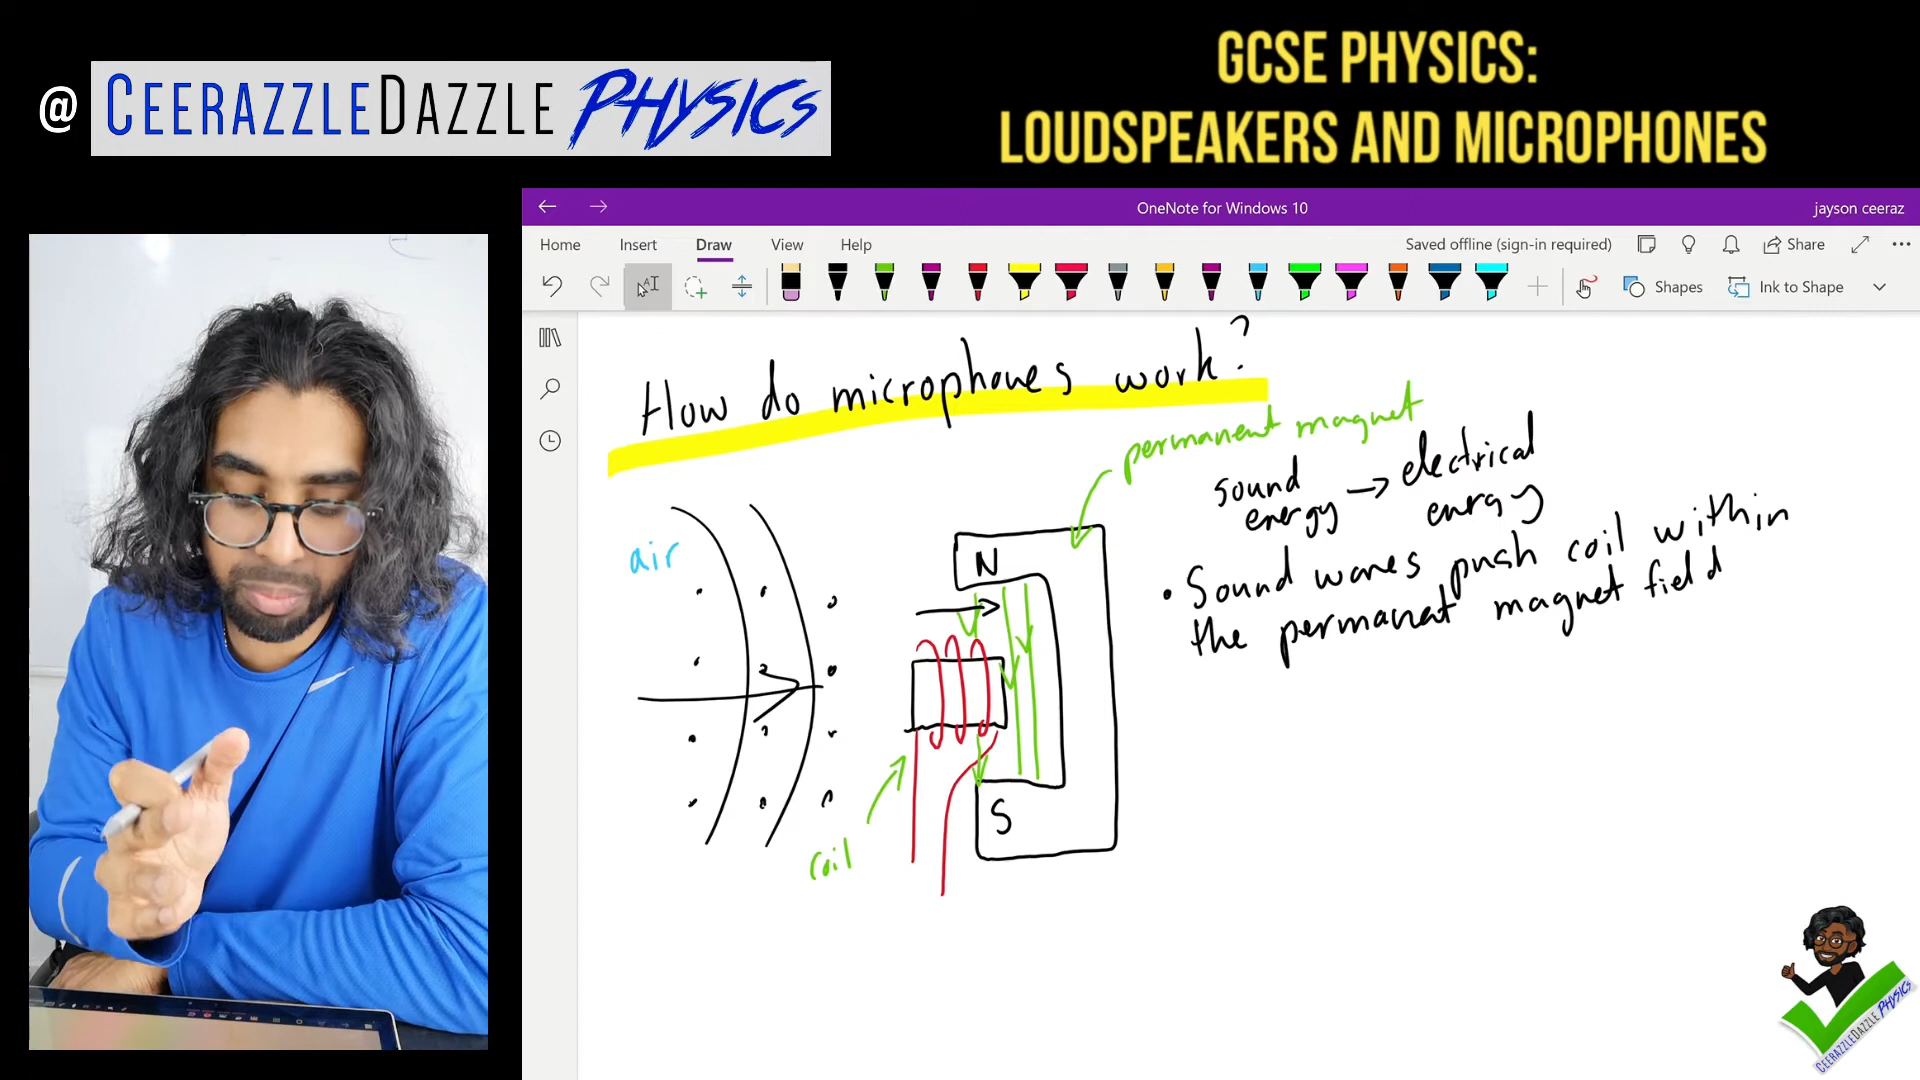 @ CEERAZZLEDAZZLE PHYSICS
GCSE PHYSICS:
LOUDSPEAKERS AND MICROPHONES
OneNote for Windows 10
jayson ceeraz
Home Insert Draw View Help
Saved offline (sign-in required)
Share
Shapes
Ink to Shape
How do microphones work?
permanent magnet
sound energy → electrical energy
air
N
• Sound waves push coil within
the permanent magnet field
S
coil
CEERAZZLEDAZZLE PHYSICS